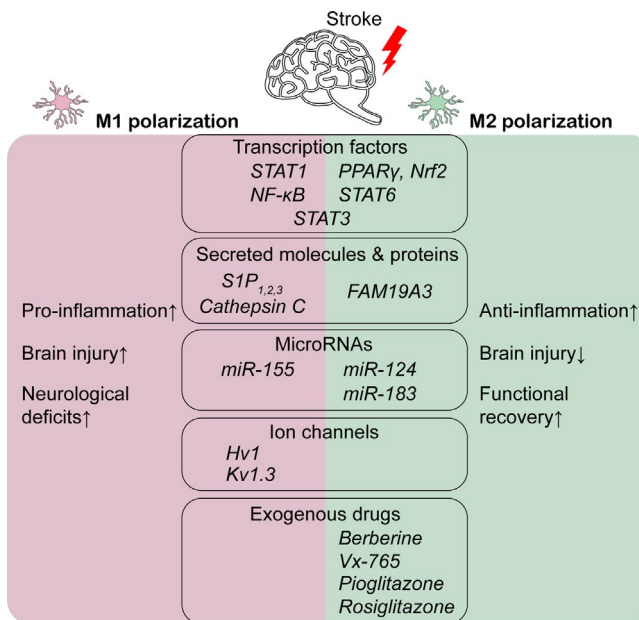 Stroke
M1 polarization
M2 polarization
Transcription factors
STAT1 PPARγ, Nrf2
NF-κB STAT6
STAT3
Secreted molecules & proteins
S1P1,2,3
Cathepsin C
FAM19A3
Pro-inflammation↑
Brain injury↑
Neurological
deficits↑
Anti-inflammation↑
Brain injury↓
Functional
recovery↑
MicroRNAs
miR-155 miR-124
miR-183
Ion channels
Hv1
Kv1.3
Exogenous drugs
Berberine
Vx-765
Pioglitazone
Rosiglitazone